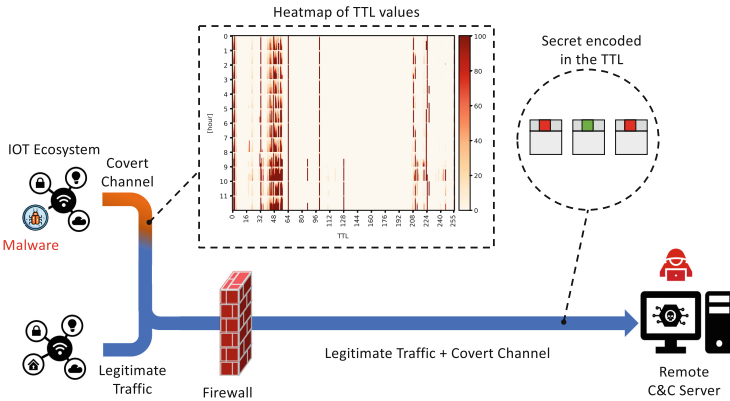 Heatmap of TTL values
0
1
2
3
4
5
6
7
8
9
10
11
[hour]
0
16
32
48
64
80
96
112
128
144
160
176
192
208
224
240
255
TTL
100
80
60
40
20
0
Secret encoded
in the TTL
IOT Ecosystem
Covert
Channel
Malware
Legitimate
Traffic
Firewall
Legitimate Traffic + Covert Channel
Remote
C&C Server